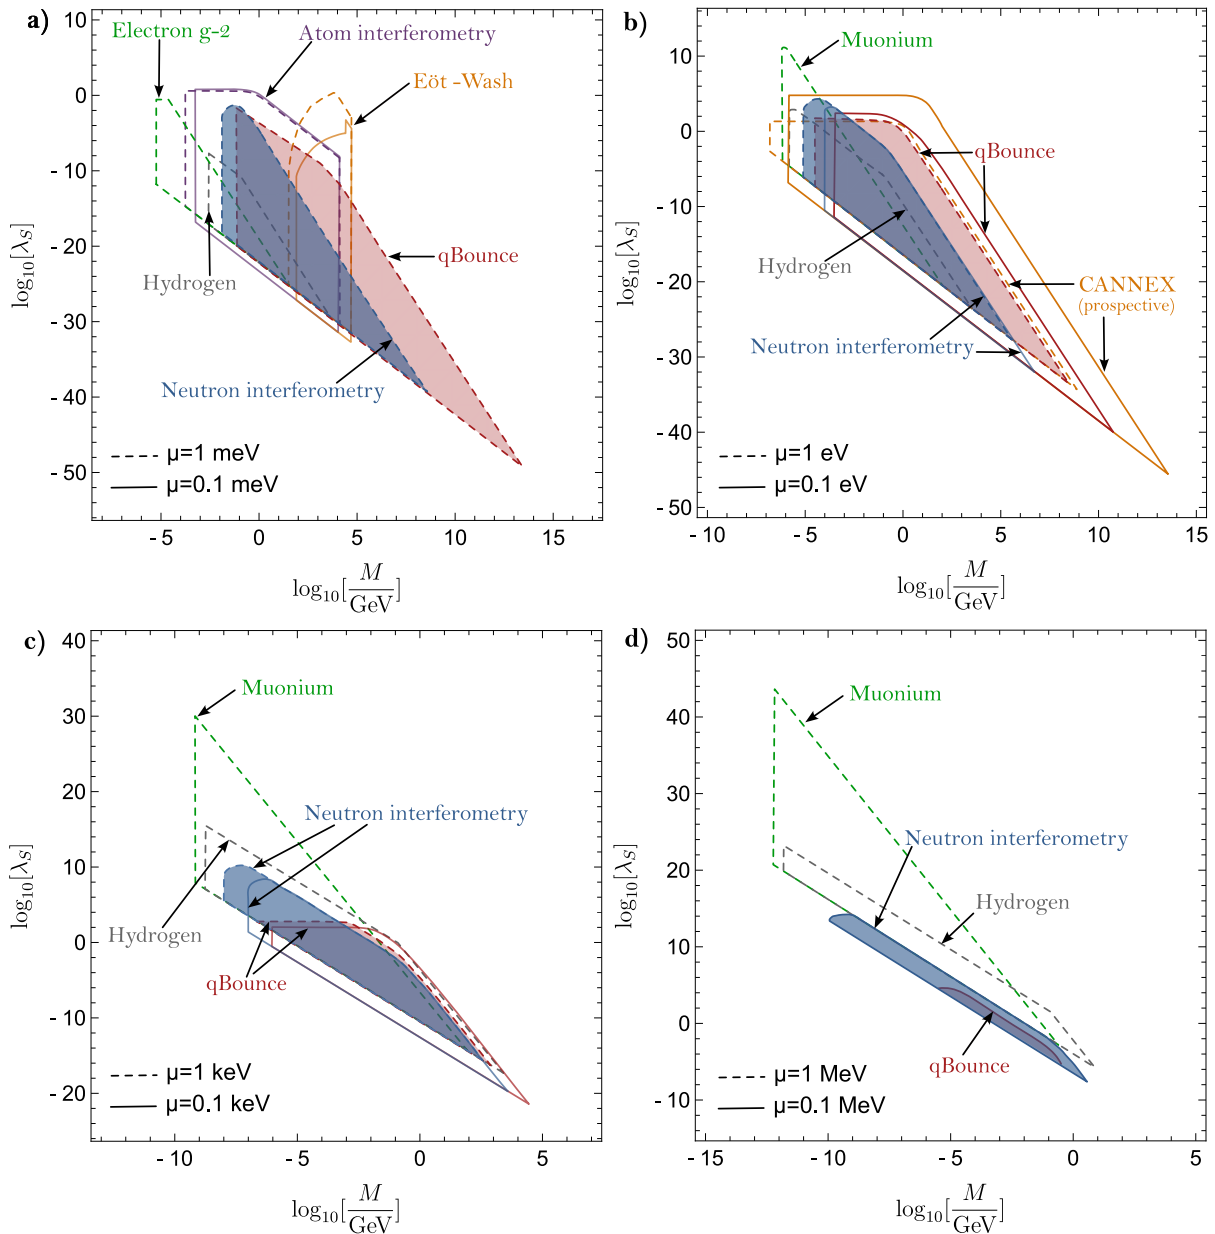 a)
Electron g-2
Atom interferometry
Eöt -Wash
qBounce
Hydrogen
Neutron interferometry
μ=1 meV
μ=0.1 meV
10
0
-10
-20
-30
-40
-50
-5
0
5
10
15
log10[λS]
log10[M/GeV]
b)
Muonium
qBounce
Hydrogen
CANNEX
(prospective)
Neutron interferometry
μ=1 eV
μ=0.1 eV
10
0
-10
-20
-30
-40
-50
-10
-5
0
5
10
15
log10[λS]
log10[M/GeV]
c)
Muonium
Neutron interferometry
Hydrogen
qBounce
μ=1 keV
μ=0.1 keV
40
30
20
10
0
-10
-20
-10
-5
0
5
log10[λS]
log10[M/GeV]
d)
Muonium
Neutron interferometry
Hydrogen
qBounce
μ=1 MeV
μ=0.1 MeV
50
40
30
20
10
0
-10
-15
-10
-5
0
5
log10[λS]
log10[M/GeV]